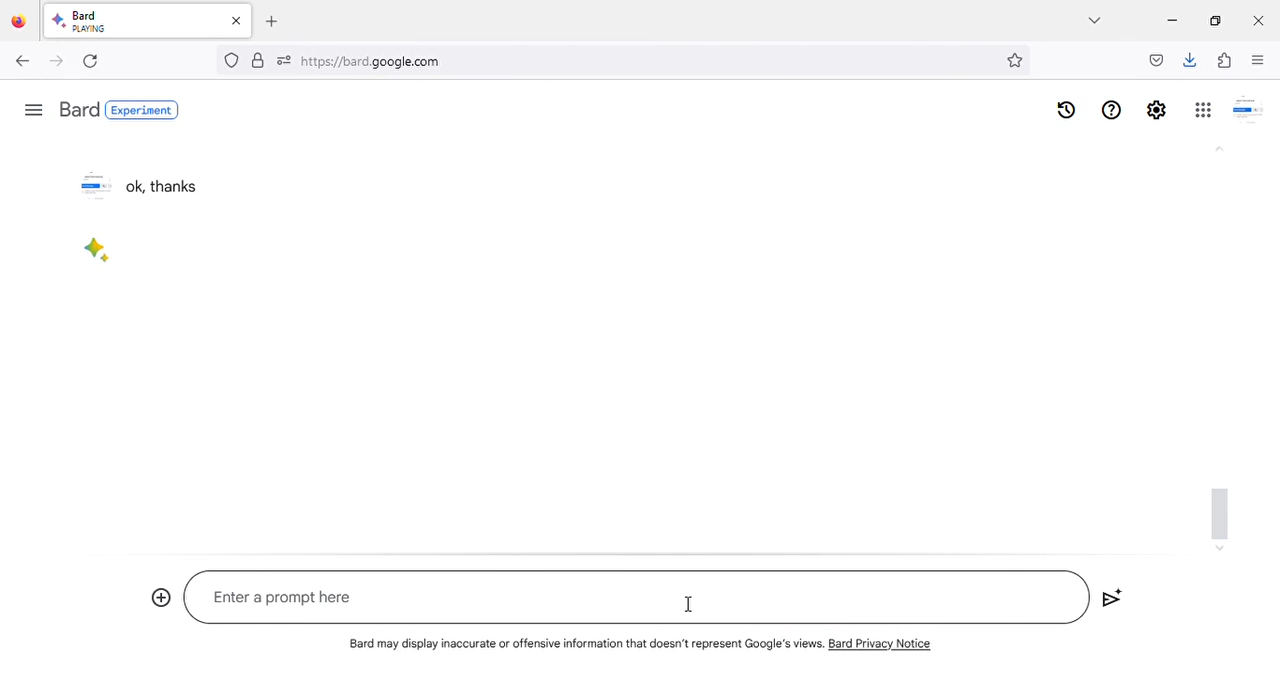 Bard
PLAYING
https://bard.google.com
Bard Experiment
ok, thanks
Enter a prompt here
Bard may display inaccurate or offensive information that doesn't represent Google's views. Bard Privacy Notice